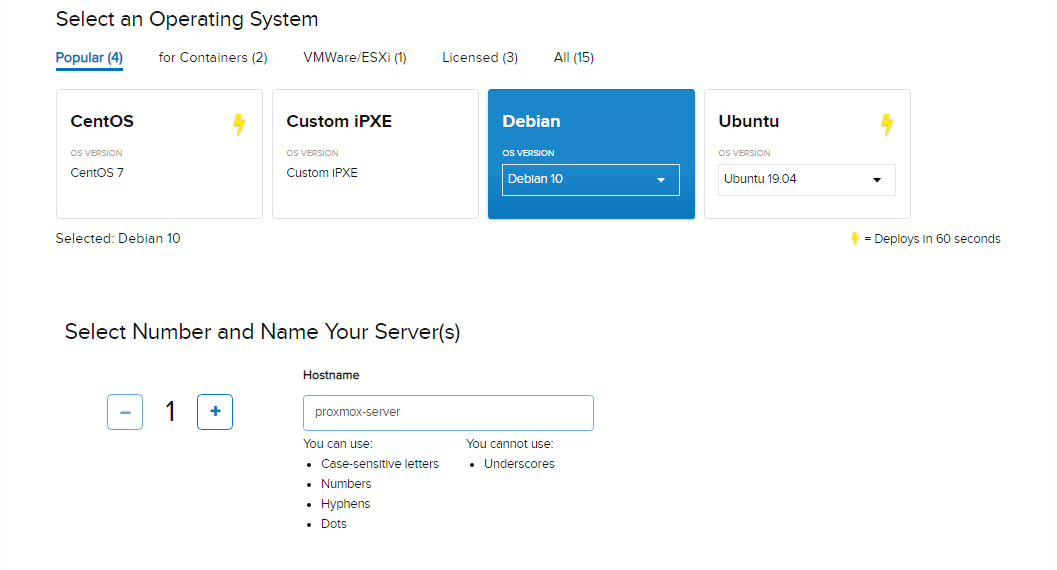 Select an Operating System
Popular (4) for Containers (2) VMWare/ESXi (1) Licensed (3) All (15)
CentOS
OS VERSION
CentOS 7
Custom iPXE
OS VERSION
Custom iPXE
Debian
OS VERSION
Debian 10
Ubuntu
OS VERSION
Ubuntu 19.04
Selected: Debian 10
= Deploys in 60 seconds
Select Number and Name Your Server(s)
− 1 +
Hostname
proxmox-server
You can use:
• Case-sensitive letters
• Numbers
• Hyphens
• Dots
You cannot use:
• Underscores